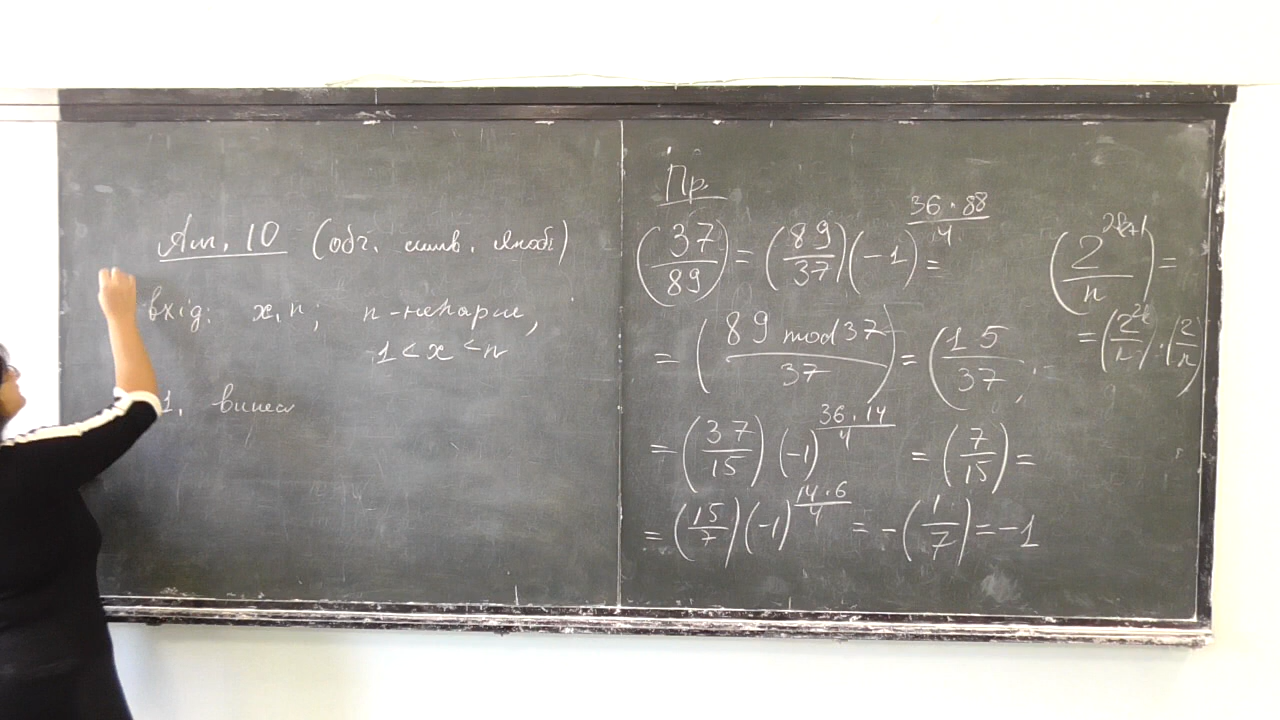 Алг. 10 (обч. симв. Якобі)
вхід: x, n; n - непарне,
1 < x < n
1. винес
Пр.
(37/89) = (89/37)(-1)^{36·88/4} =
= (89 mod 37/37) = (15/37) =
= (37/15)(-1)^{36·14/4} = (7/15) =
= (15/7)(-1)^{14·6/4} = -(1/7) = -1
(2^{2k+1}/n) =
= (2^{2k}/n)·(2/n)